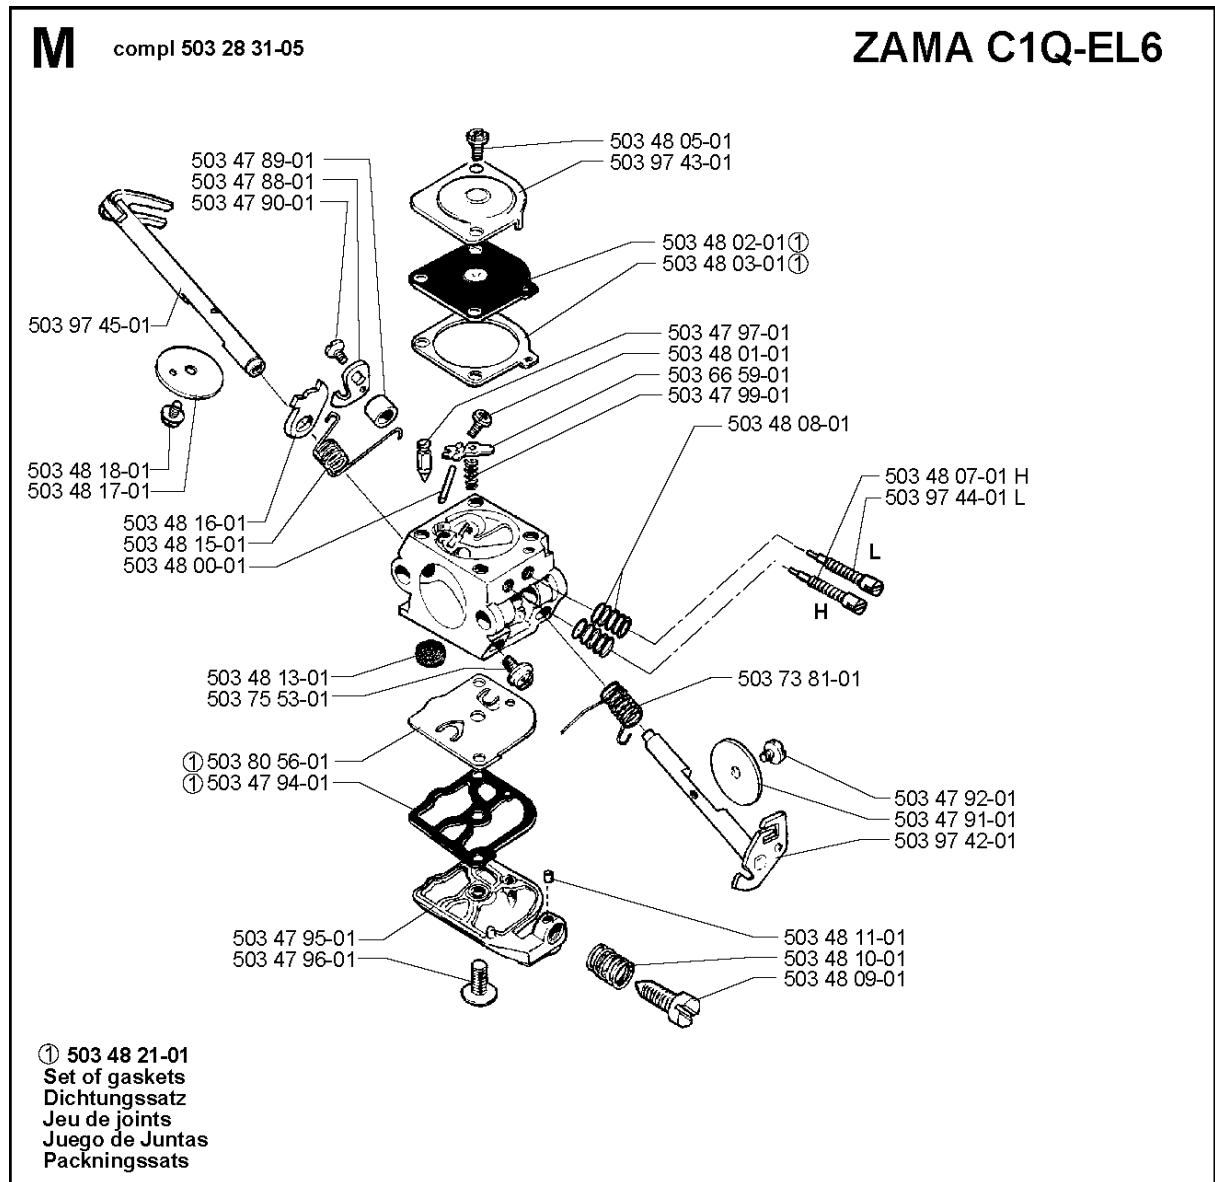 M compl 503 28 31-05 ZAMA C1Q-EL6
503 48 05-01
503 97 43-01
503 47 89-01
503 47 88-01
503 47 90-01
503 48 02-01①
503 48 03-01①
503 97 45-01
503 47 97-01
503 48 01-01
503 66 59-01
503 47 99-01
503 48 08-01
503 48 18-01
503 48 17-01
503 48 07-01 H
503 97 44-01 L
503 48 16-01
503 48 15-01
503 48 00-01
L
H
503 48 13-01
503 75 53-01
503 73 81-01
①503 80 56-01
①503 47 94-01
503 47 92-01
503 47 91-01
503 97 42-01
503 47 95-01
503 47 96-01
503 48 11-01
503 48 10-01
503 48 09-01
① 503 48 21-01
Set of gaskets
Dichtungssatz
Jeu de joints
Juego de Juntas
Packningssats